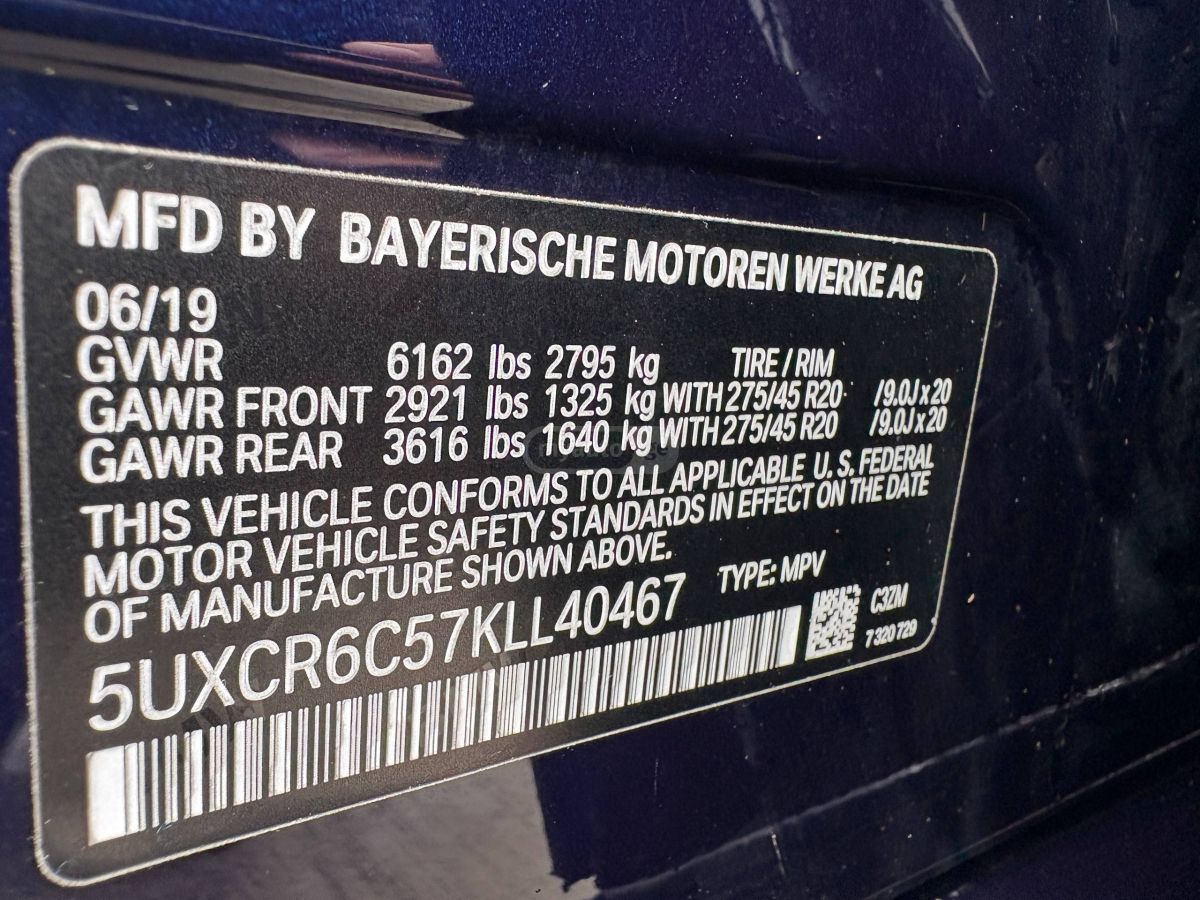 MFD BY BAYERISCHE MOTOREN WERKE AG
06/19
GVWR 6162 lbs 2795 kg TIRE / RIM
GAWR FRONT 2921 lbs 1325 kg WITH 275/45 R20 /9.0J x 20
GAWR REAR 3616 lbs 1640 kg WITH 275/45 R20 /9.0J x 20
THIS VEHICLE CONFORMS TO ALL APPLICABLE U. S. FEDERAL
MOTOR VEHICLE SAFETY STANDARDS IN EFFECT ON THE DATE
OF MANUFACTURE SHOWN ABOVE.
5UXCR6C57KLL40467 TYPE: MPV
C3ZM
7 320 729